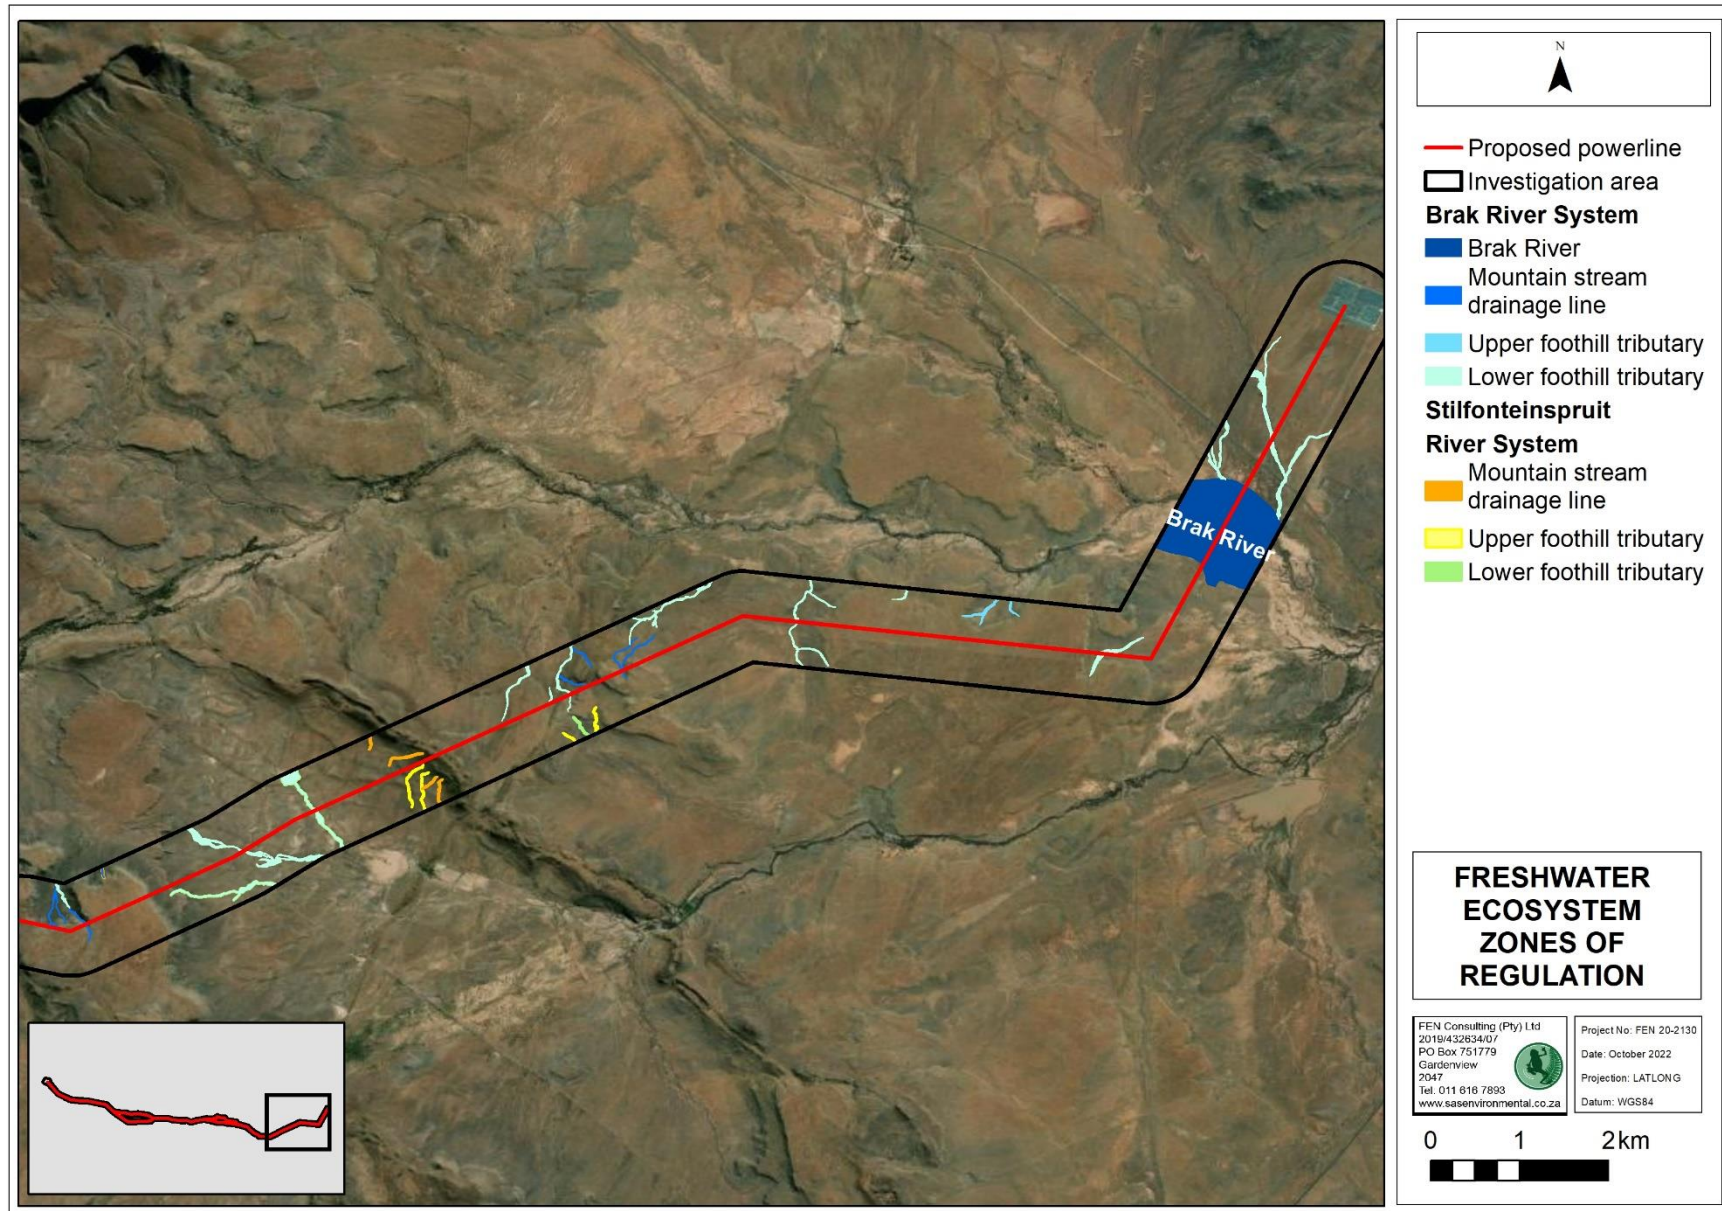 N
Proposed powerline
Investigation area
Brak River System
Brak River
Mountain stream
drainage line
Upper foothill tributary
Lower foothill tributary
Stilfonteinspruit
River System
Mountain stream
drainage line
Upper foothill tributary
Lower foothill tributary
Brak River
FRESHWATER
ECOSYSTEM
ZONES OF
REGULATION
FEN Consulting (Pty) Ltd
2019/432634/07
PO Box 751779
Gardenview
2047
Tel: 011 616 7893
www.sasenvironmental.co.za
Project No: FEN 20-2130
Date: October 2022
Projection: LATLONG
Datum: WGS84
0 1 2 km